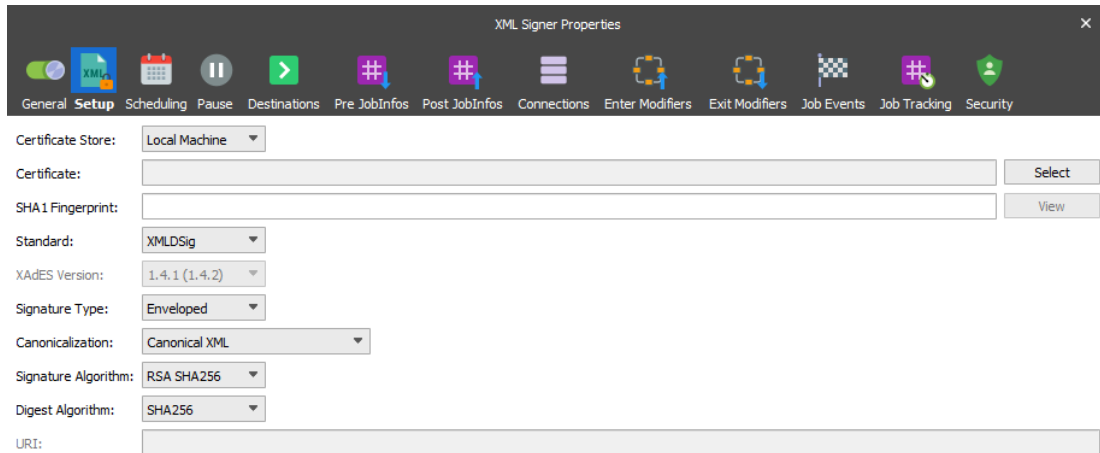 XML Signer Properties
XML
General Setup Scheduling Pause Destinations Pre JobInfos Post JobInfos Connections Enter Modifiers Exit Modifiers Job Events Job Tracking Security
Certificate Store: Local Machine
Certificate: Select
SHA1 Fingerprint: View
Standard: XMLDSig
XAdES Version: 1.4.1 (1.4.2)
Signature Type: Enveloped
Canonicalization: Canonical XML
Signature Algorithm: RSA SHA256
Digest Algorithm: SHA256
URI: